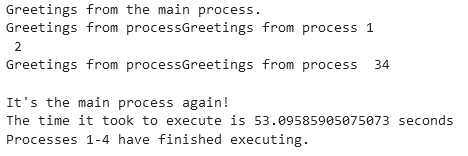 Greetings from the main process.
Greetings from processGreetings from process 1
 2
Greetings from processGreetings from process  34

It's the main process again!
The time it took to execute is 53.09585905075073 seconds
Processes 1-4 have finished executing.